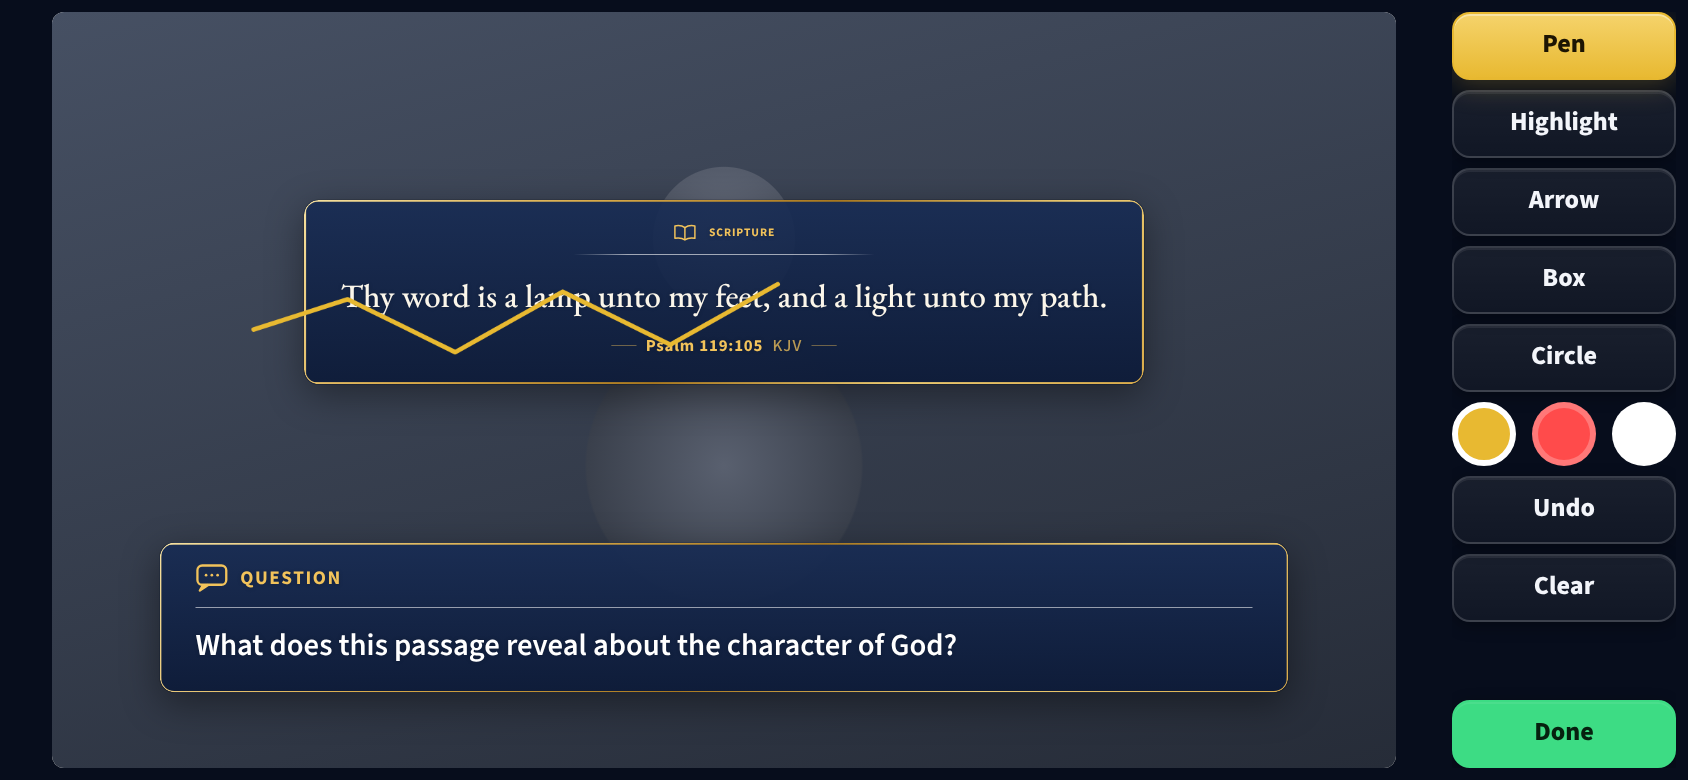 SCRIPTURE
Thy word is a lamp unto my feet, and a light unto my path.
Psalm 119:105 KJV
QUESTION
What does this passage reveal about the character of God?
Pen
Highlight
Arrow
Box
Circle
Undo
Clear
Done